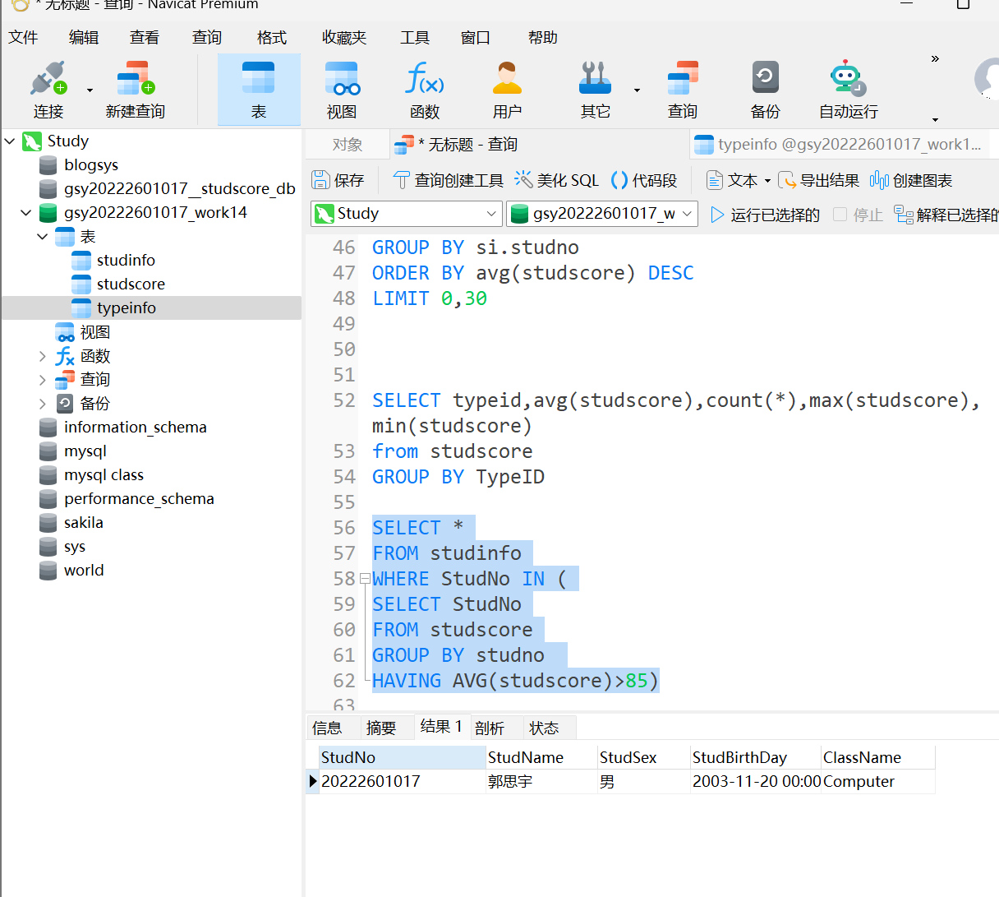 * 无标题 - 查询 - Navicat Premium
文件 编辑 查看 查询 格式 收藏夹 工具 窗口 帮助
连接 新建查询 表 视图 函数 用户 其它 查询 备份 自动运行
Study
blogsys
gsy20222601017__studscore_db
gsy20222601017_work14
表
studinfo
studscore
typeinfo
视图
函数
查询
备份
information_schema
mysql
mysql class
performance_schema
sakila
sys
world
对象 * 无标题 - 查询 typeinfo @gsy20222601017_work1...
保存 查询创建工具 美化 SQL 代码段 文本 导出结果 创建图表
Study gsy20222601017_w 运行已选择的 停止 解释已选择的
46 GROUP BY si.studno
47 ORDER BY avg(studscore) DESC
48 LIMIT 0,30
49
50
51
52 SELECT typeid,avg(studscore),count(*),max(studscore),
min(studscore)
53 from studscore
54 GROUP BY TypeID
55
56 SELECT *
57 FROM studinfo
58 WHERE StudNo IN (
59 SELECT StudNo
60 FROM studscore
61 GROUP BY studno
62 HAVING AVG(studscore)>85)
63
信息 摘要 结果 1 剖析 状态
StudNo StudName StudSex StudBirthDay ClassName
20222601017 郭思宇 男 2003-11-20 00:00 Computer